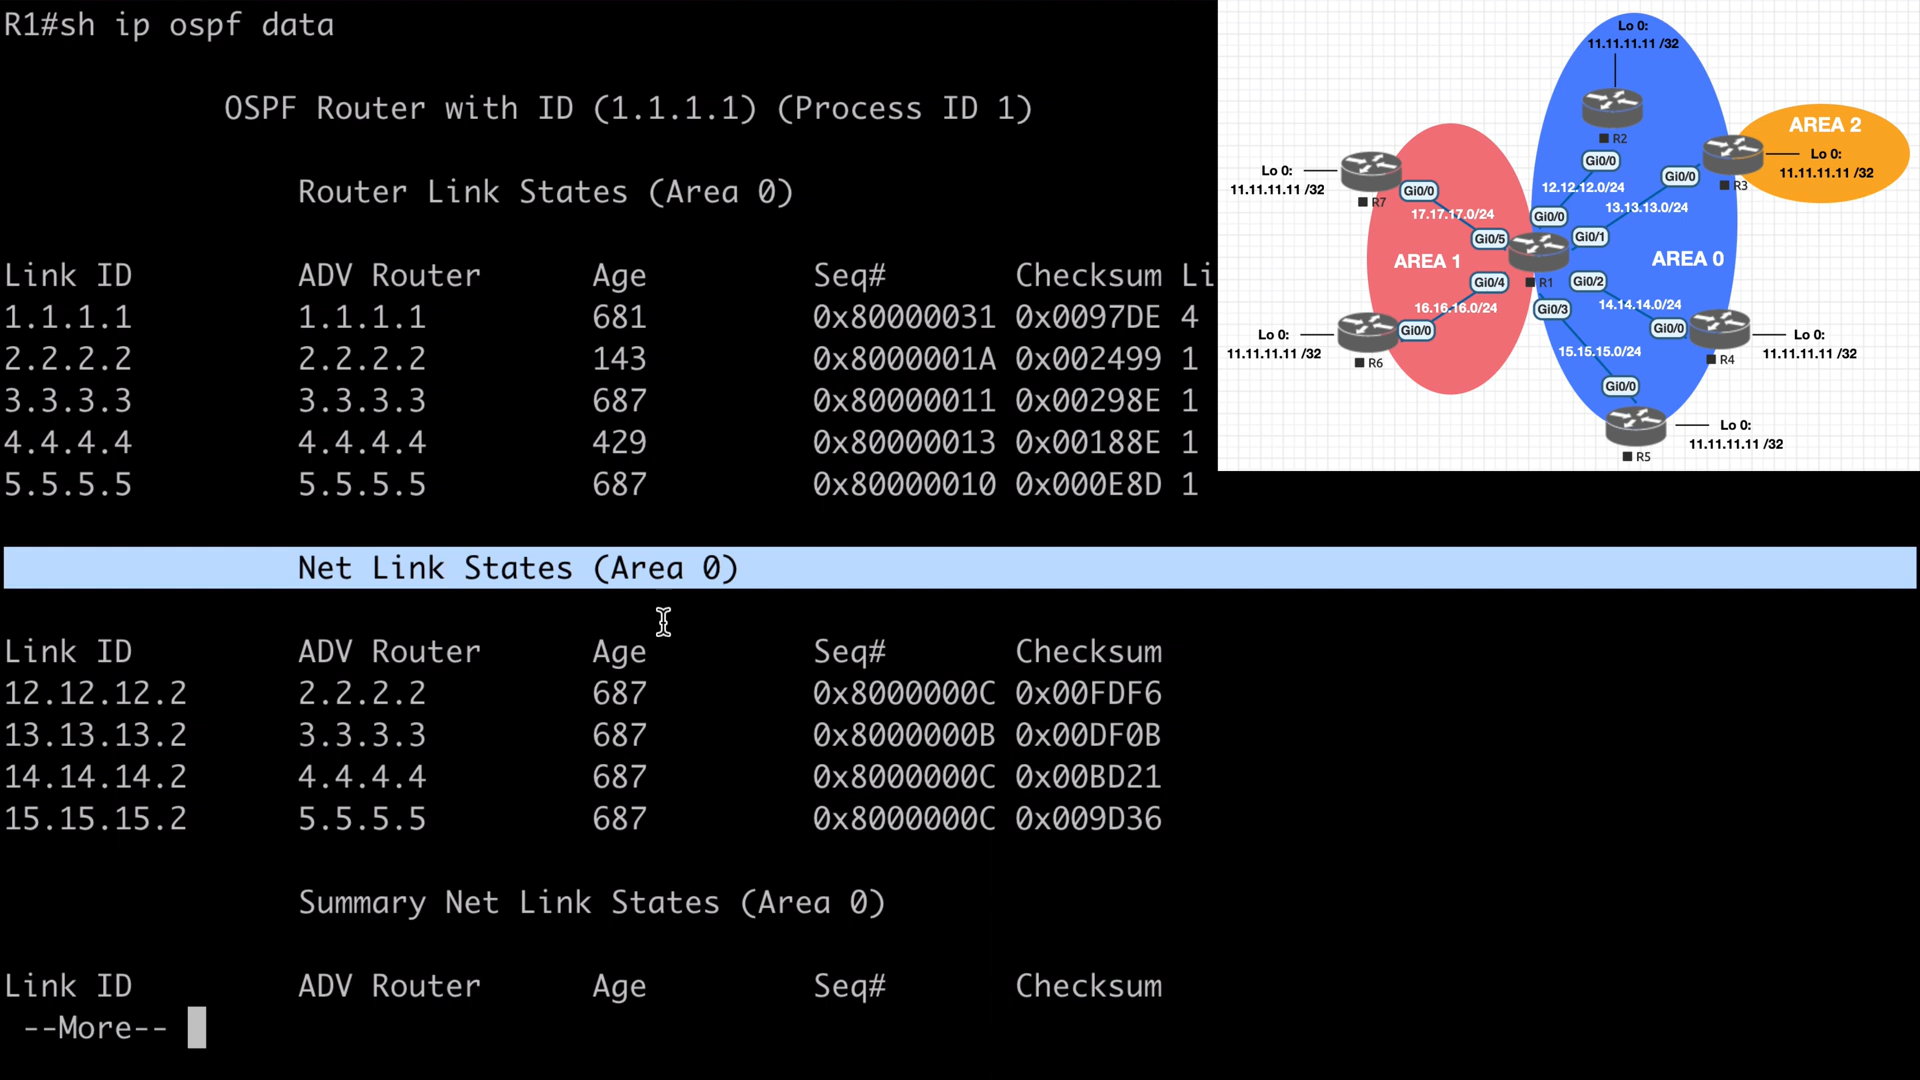 R1#sh ip ospf data
OSPF Router with ID (1.1.1.1) (Process ID 1)
Router Link States (Area 0)
Link ID ADV Router Age Seq# Checksum Li
1.1.1.1 1.1.1.1 681 0x80000031 0x0097DE 4
2.2.2.2 2.2.2.2 143 0x8000001A 0x002499 1
3.3.3.3 3.3.3.3 687 0x80000011 0x00298E 1
4.4.4.4 4.4.4.4 429 0x80000013 0x00188E 1
5.5.5.5 5.5.5.5 687 0x80000010 0x000E8D 1
Net Link States (Area 0)
Link ID ADV Router Age Seq# Checksum
12.12.12.2 2.2.2.2 687 0x8000000C 0x00FDF6
13.13.13.2 3.3.3.3 687 0x8000000B 0x00DF0B
14.14.14.2 4.4.4.4 687 0x8000000C 0x00BD21
15.15.15.2 5.5.5.5 687 0x8000000C 0x009D36
Summary Net Link States (Area 0)
Link ID ADV Router Age Seq# Checksum
--More--
Lo 0:
11.11.11.11 /32
R2
Gi0/0
12.12.12.0/24
Gi0/0
AREA 2
Lo 0:
11.11.11.11 /32
R3
Gi0/0
13.13.13.0/24
Gi0/1
Lo 0:
11.11.11.11 /32
R7
Gi0/0
17.17.17.0/24
Gi0/5
AREA 1
AREA 0
R1
Gi0/4
16.16.16.0/24
Gi0/0
Lo 0:
11.11.11.11 /32
R6
Gi0/2
14.14.14.0/24
Gi0/0
Lo 0:
11.11.11.11 /32
R4
Gi0/3
15.15.15.0/24
Gi0/0
Lo 0:
11.11.11.11 /32
R5